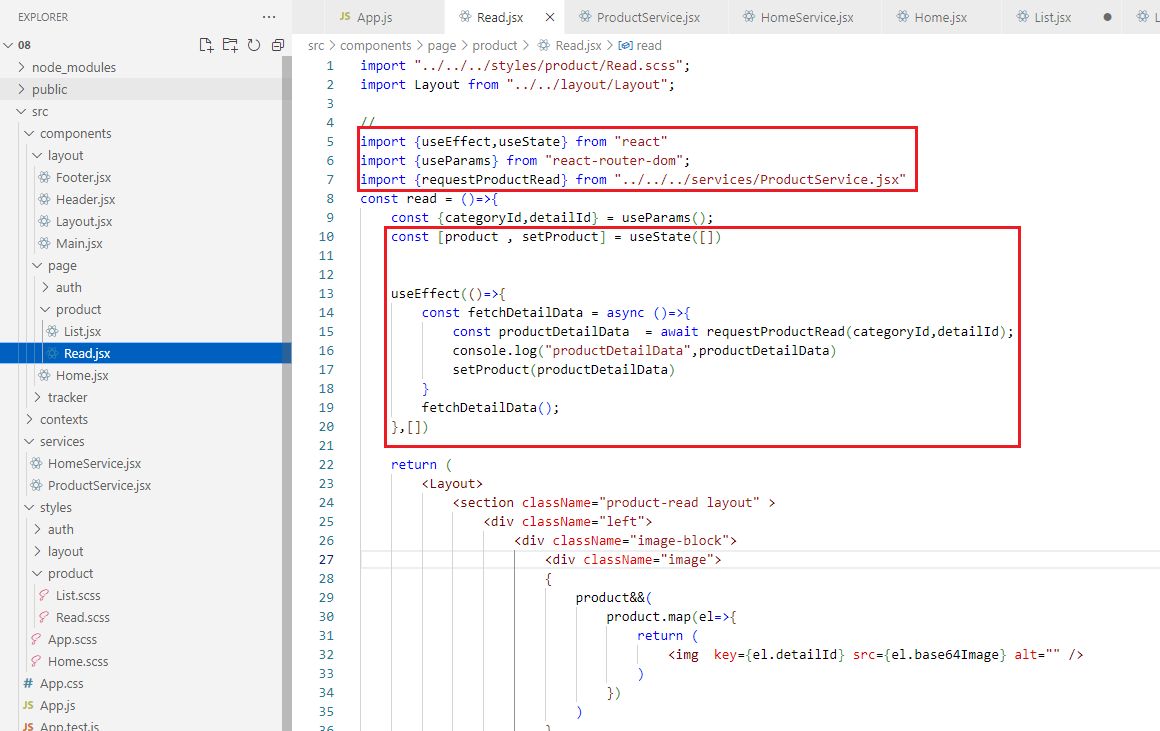 EXPLORER
···
08
node_modules
public
src
components
layout
Footer.jsx
Header.jsx
Layout.jsx
Main.jsx
page
auth
product
List.jsx
Read.jsx
Home.jsx
tracker
contexts
services
HomeService.jsx
ProductService.jsx
styles
auth
layout
product
List.scss
Read.scss
App.scss
Home.scss
# App.css
JS App.js
JS App.test.js
JS App.js
Read.jsx
ProductService.jsx
HomeService.jsx
Home.jsx
List.jsx
src > components > page > product > Read.jsx > read
1 import "../../../styles/product/Read.scss";
2 import Layout from "../../layout/Layout";
3
4 //
5 import {useEffect,useState} from "react"
6 import {useParams} from "react-router-dom";
7 import {requestProductRead} from "../../../services/ProductService.jsx"
8 const read = ()=>{
9 const {categoryId,detailId} = useParams();
10 const [product , setProduct] = useState([])
11
12
13 useEffect(()=>{
14 const fetchDetailData = async ()=>{
15 const productDetailData  = await requestProductRead(categoryId,detailId);
16 console.log("productDetailData",productDetailData)
17 setProduct(productDetailData)
18 }
19 fetchDetailData();
20 },[])
21
22 return (
23 <Layout>
24 <section className="product-read layout" >
25 <div className="left">
26 <div className="image-block">
27 <div className="image">
28 {
29 product&&(
30 product.map(el=>{
31 return (
32 <img  key={el.detailId} src={el.base64Image} alt="" />
33 )
34 })
35 )
36 }